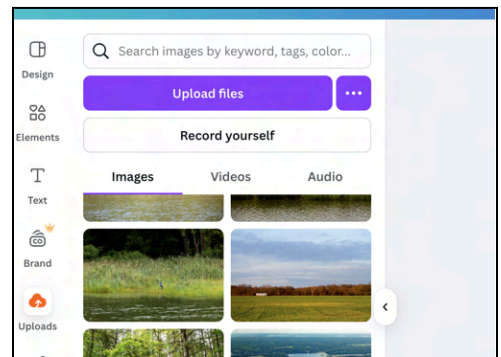 Search images by keyword, tags, color...
Design
Upload files
Elements
Record yourself
Images Videos Audio
Text
Brand
Uploads